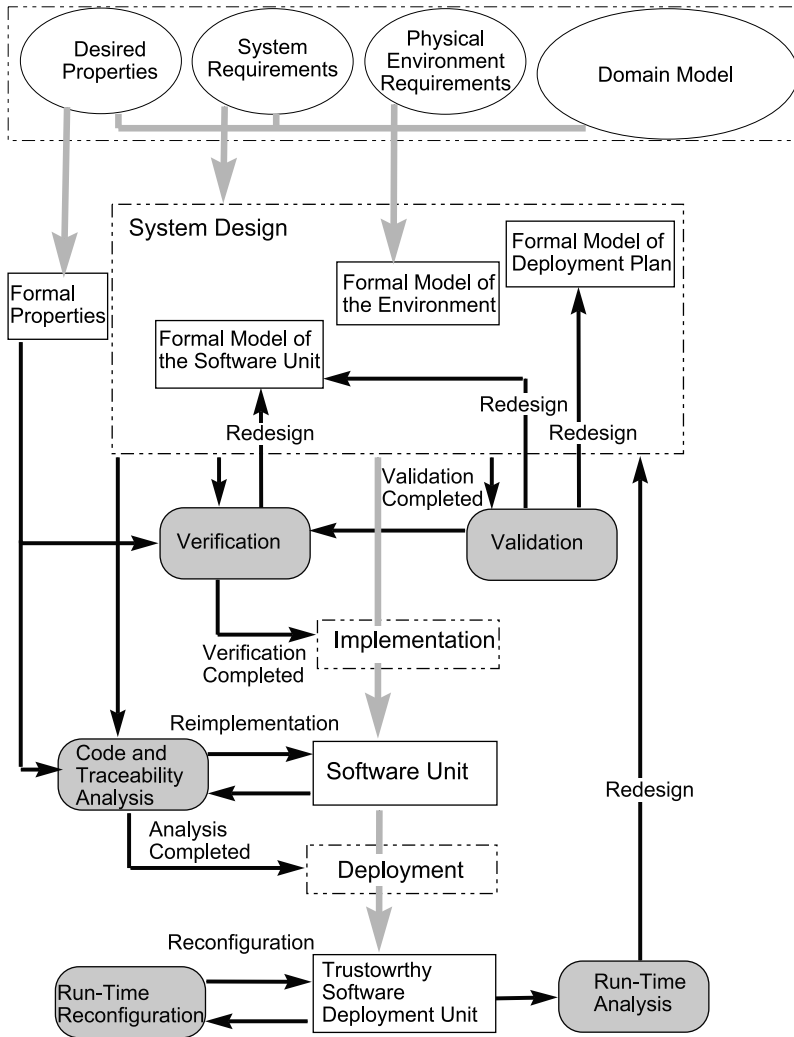 Desired
Properties
System
Requirements
Physical
Environment
Requirements
Domain Model
System Design
Formal Model of
Deployment Plan
Formal
Properties
Formal Model of
the Environment
Formal Model of
the Software Unit
Redesign
Redesign
Redesign
Validation
Completed
Verification
Validation
Implementation
Verification
Completed
Reimplementation
Code and
Traceability
Analysis
Software Unit
Redesign
Analysis
Completed
Deployment
Reconfiguration
Run-Time
Reconfiguration
Trustowrthy
Software
Deployment Unit
Run-Time
Analysis